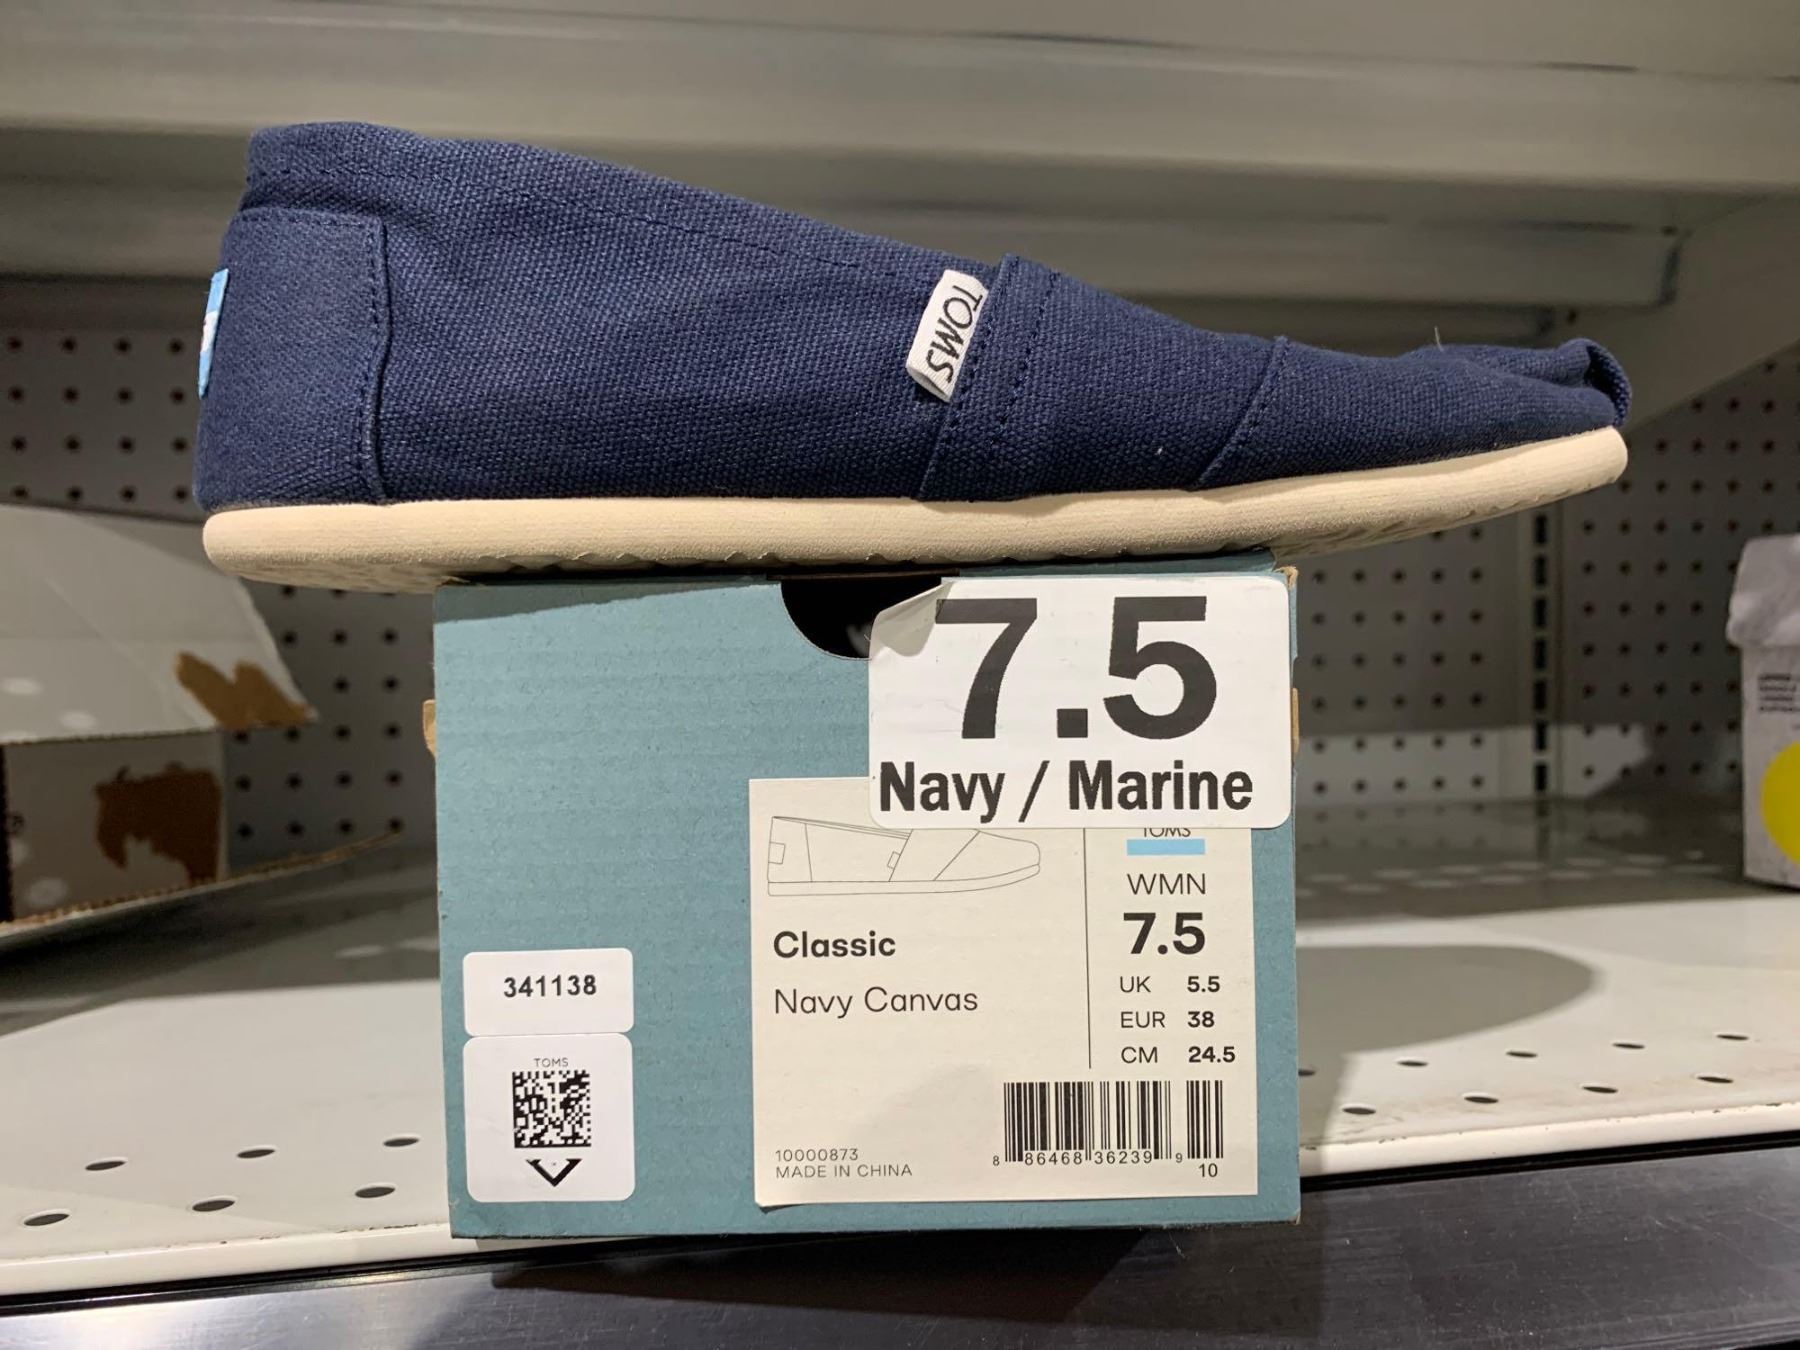 TOMS
7.5
Navy / Marine
TOMS
WMN
7.5
UK 5.5
EUR 38
CM 24.5
Classic
Navy Canvas
341138
TOMS
10000873
MADE IN CHINA
8 86468 36239 9
10